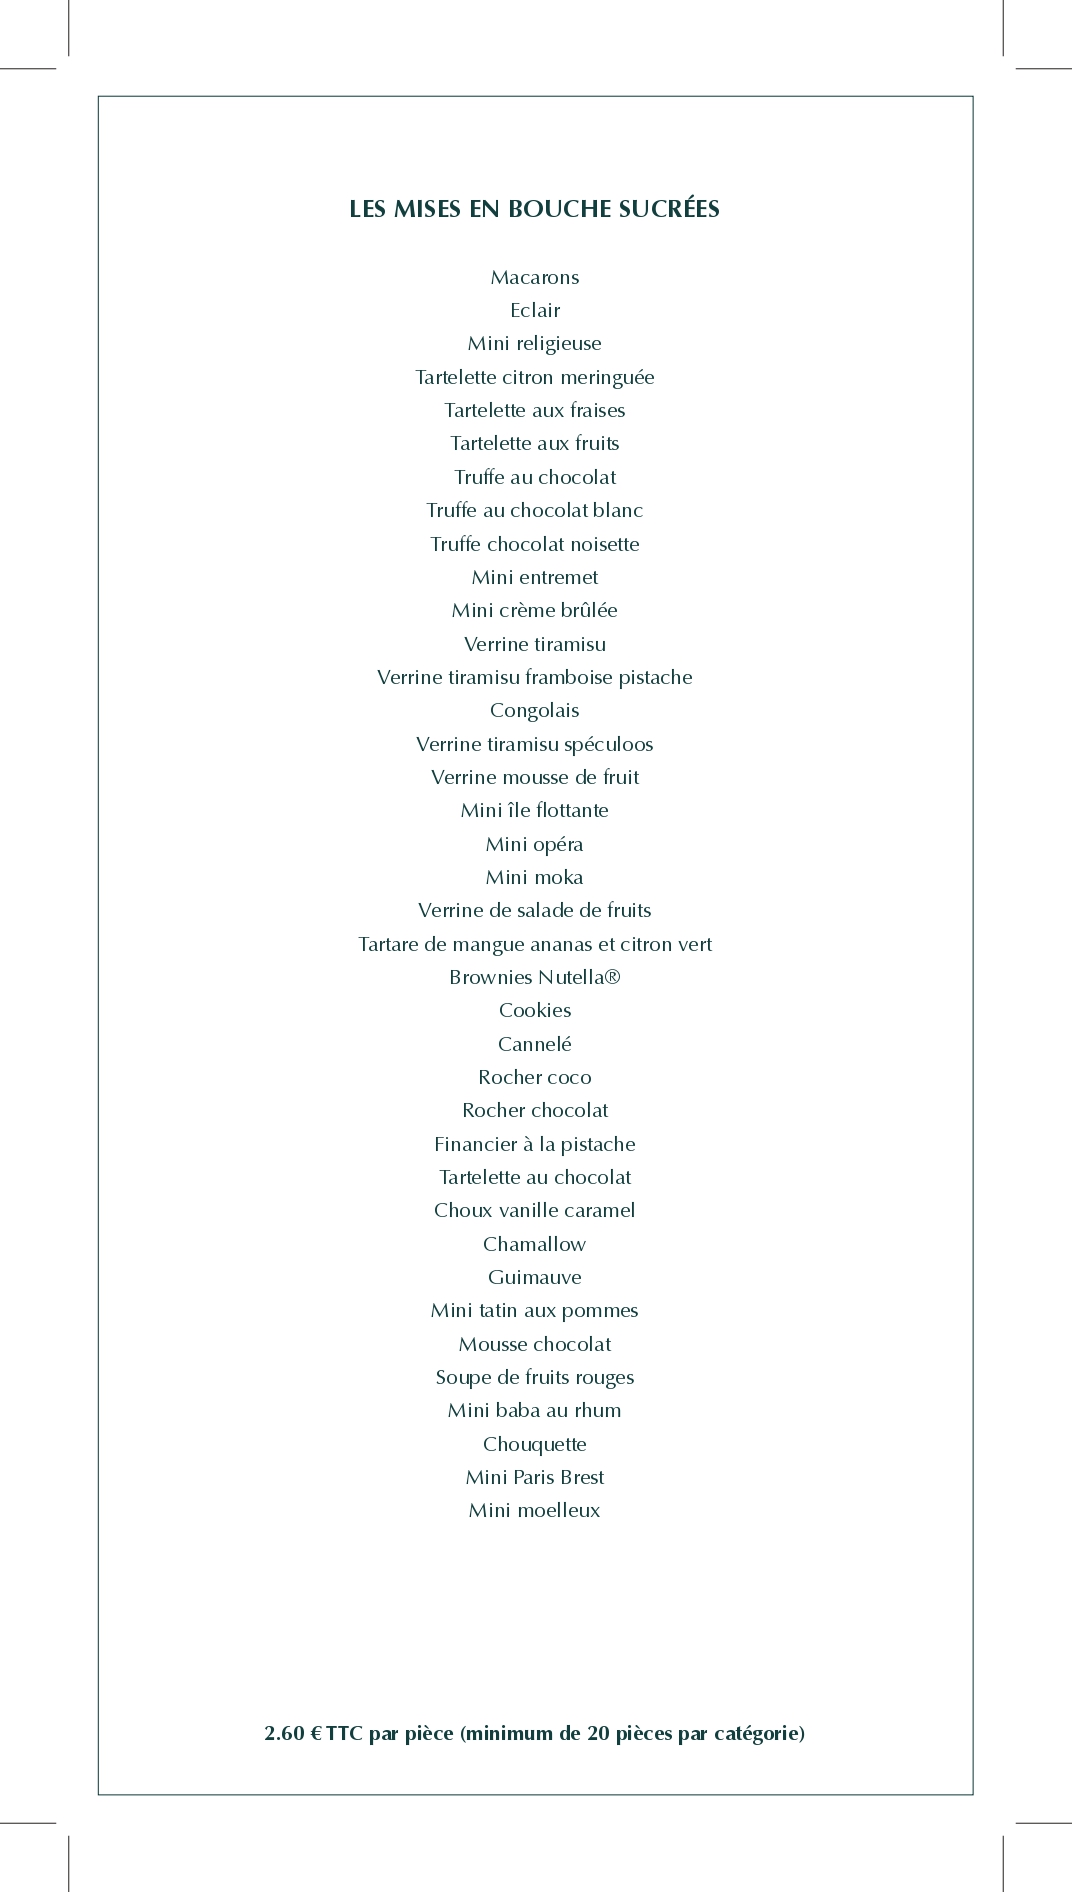 LES MISES EN BOUCHE SUCRÉES
Macarons
Eclair
Mini religieuse
Tartelette citron meringuée
Tartelette aux fraises
Tartelette aux fruits
Truffe au chocolat
Truffe au chocolat blanc
Truffe chocolat noisette
Mini entremet
Mini crème brûlée
Verrine tiramisu
Verrine tiramisu framboise pistache
Congolais
Verrine tiramisu spéculoos
Verrine mousse de fruit
Mini île flottante
Mini opéra
Mini moka
Verrine de salade de fruits
Tartare de mangue ananas et citron vert
Brownies Nutella®
Cookies
Cannelé
Rocher coco
Rocher chocolat
Financier à la pistache
Tartelette au chocolat
Choux vanille caramel
Chamallow
Guimauve
Mini tatin aux pommes
Mousse chocolat
Soupe de fruits rouges
Mini baba au rhum
Chouquette
Mini Paris Brest
Mini moelleux
2.60 € TTC par pièce (minimum de 20 pièces par catégorie)